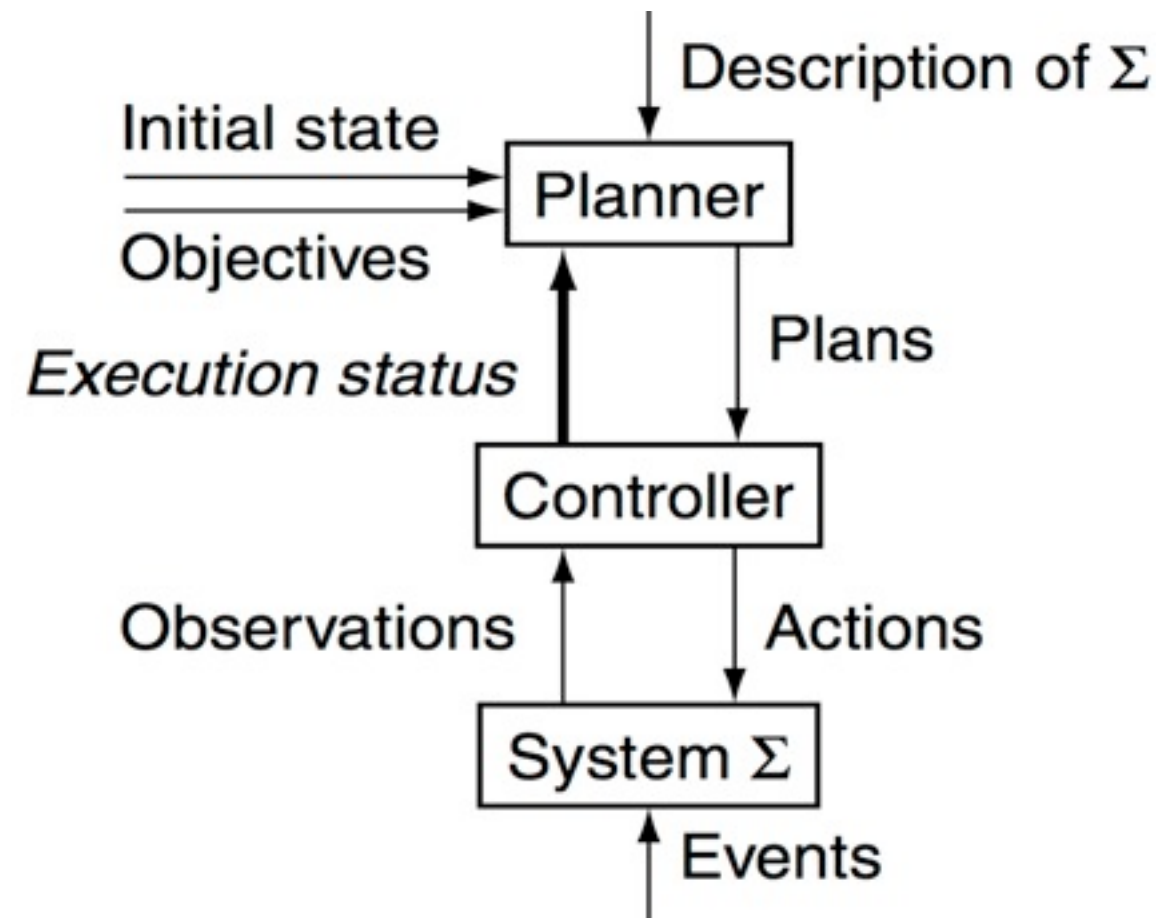 Description of Σ
Initial state
Planner
Objectives
Plans
Execution status
Controller
Observations
Actions
System Σ
Events